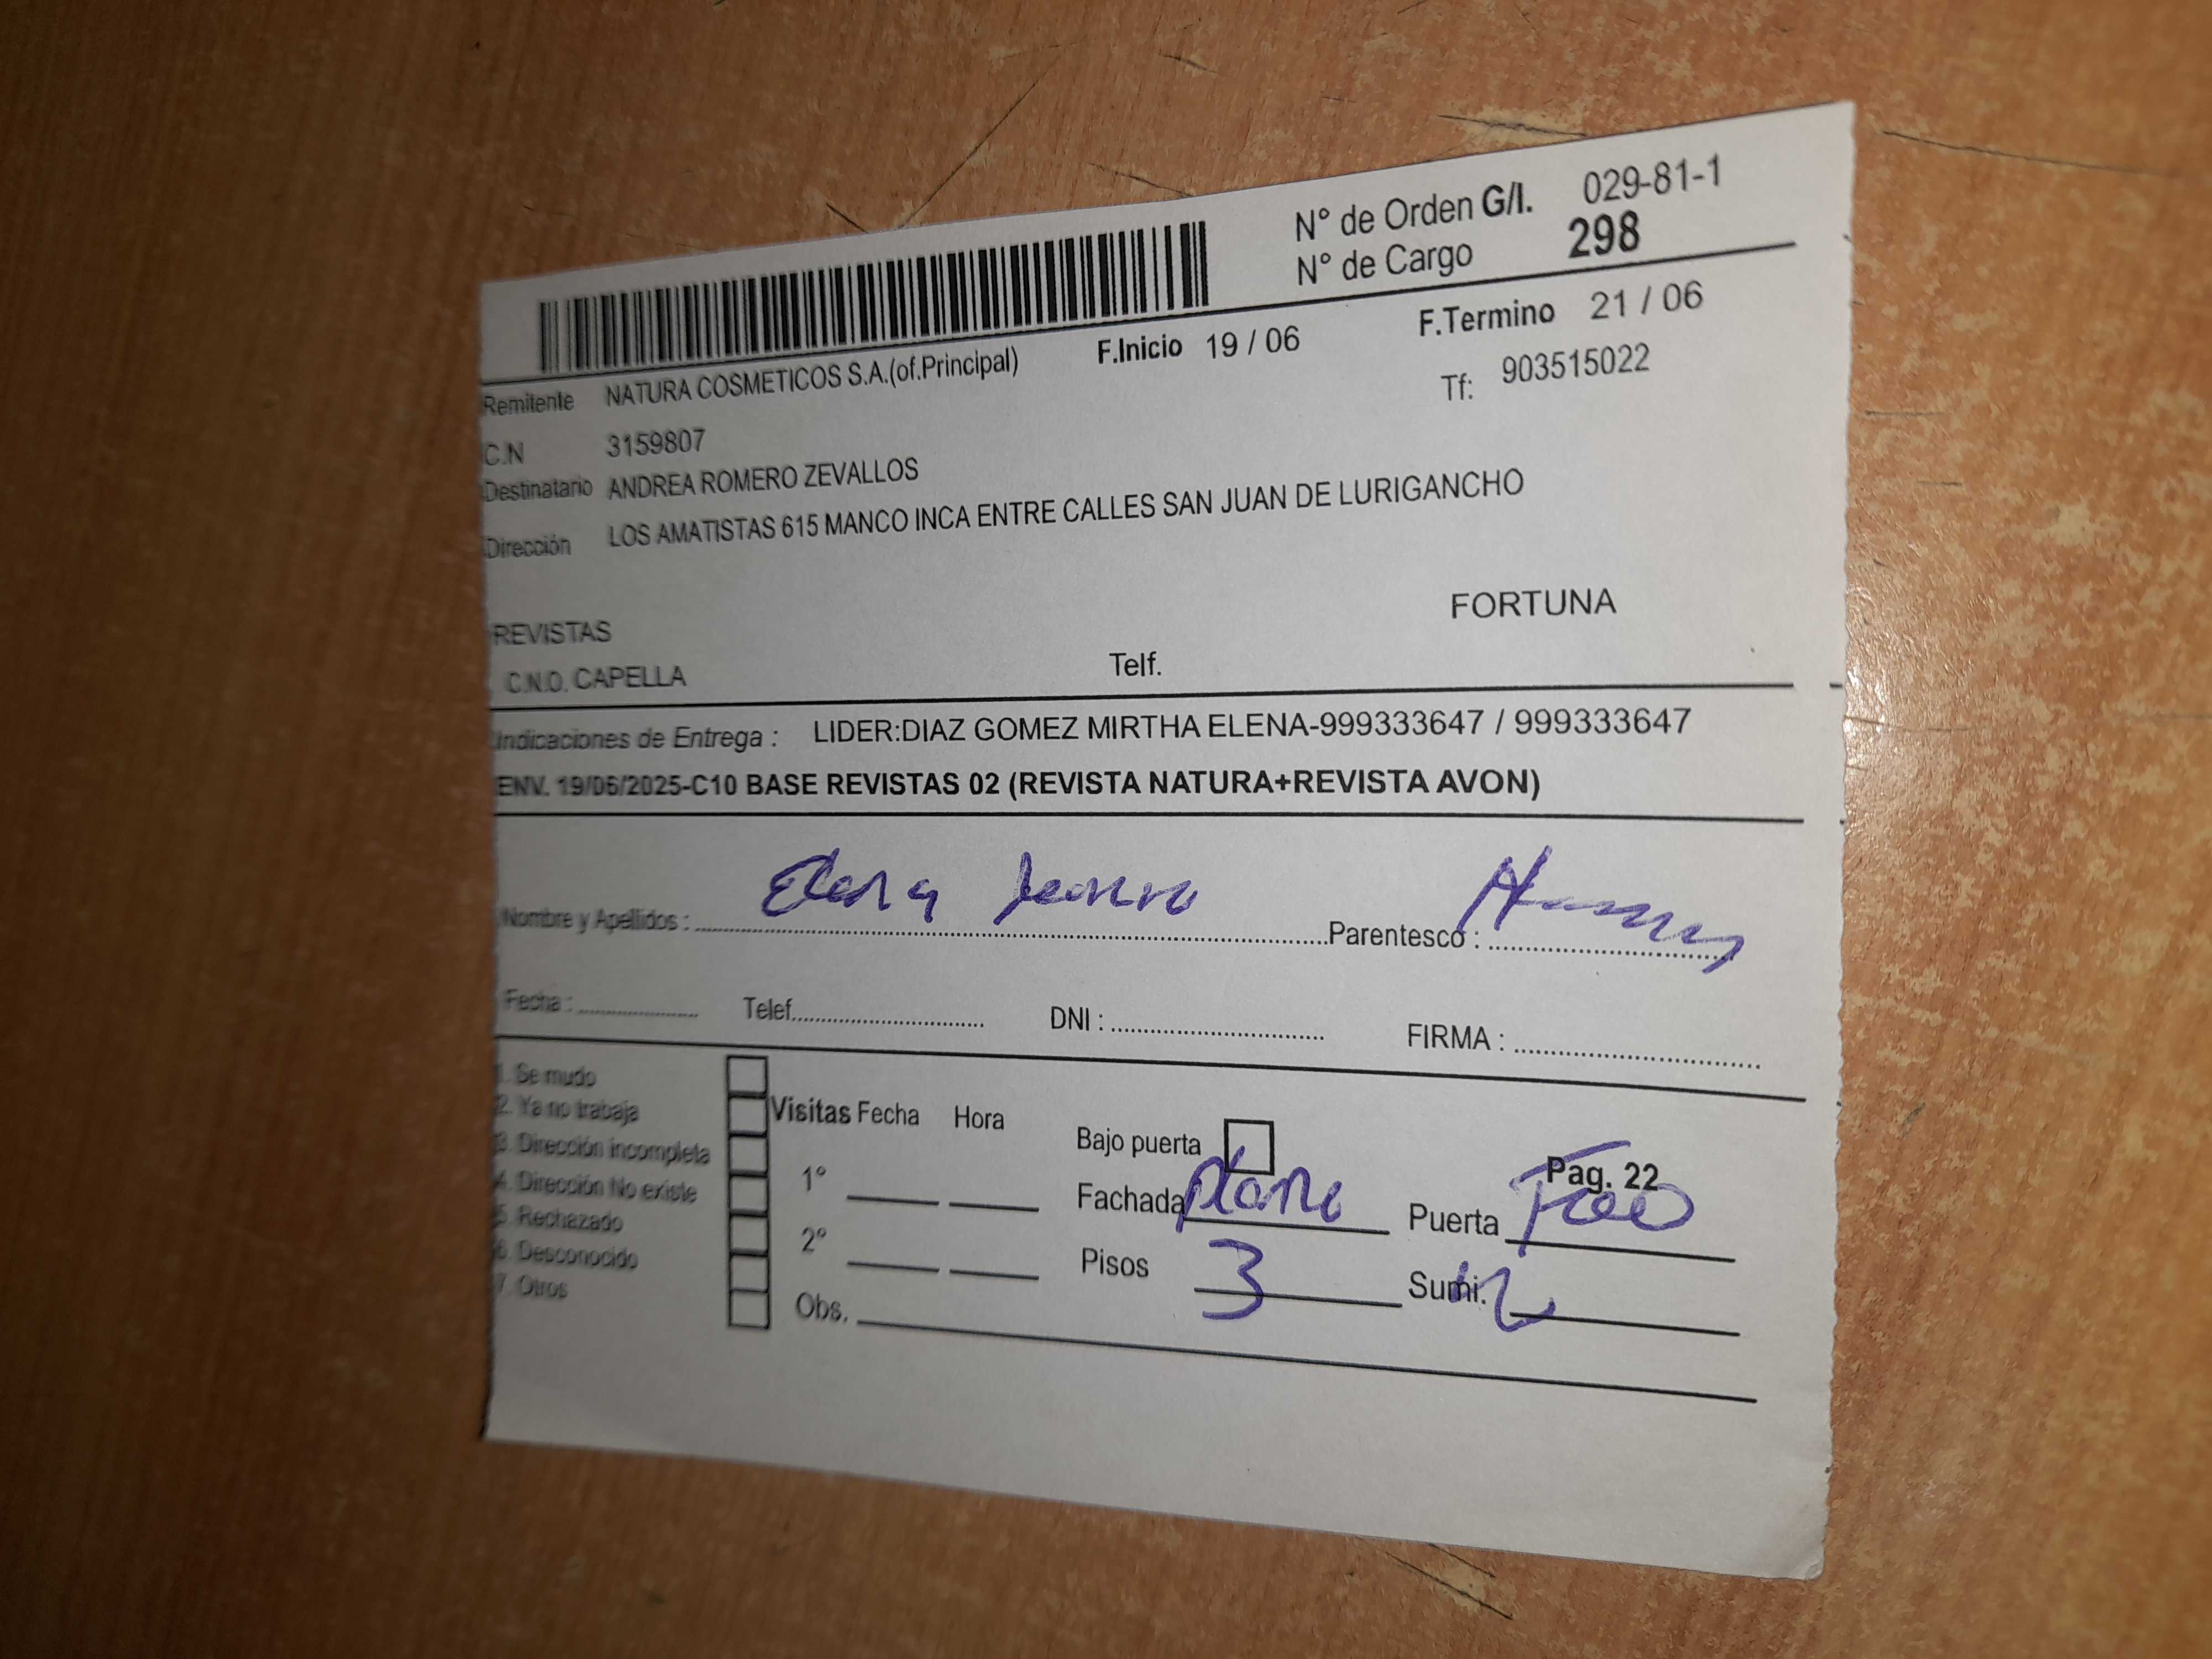 N° de Orden G/I. 029-81-1
N° de Cargo 298
F.Inicio 19 / 06 F.Termino 21 / 06
Remitente NATURA COSMETICOS S.A.(of.Principal) Tf: 903515022
C.N 3159807
Destinatario ANDREA ROMERO ZEVALLOS
Dirección LOS AMATISTAS 615 MANCO INCA ENTRE CALLES SAN JUAN DE LURIGANCHO
FORTUNA
REVISTAS
C.N.O. CAPELLA Telf.
Indicaciones de Entrega : LIDER:DIAZ GOMEZ MIRTHA ELENA-999333647 / 999333647
ENV. 19/06/2025-C10 BASE REVISTAS 02 (REVISTA NATURA+REVISTA AVON)
Nombre y Apellidos : Elena Parentesco :
Fecha : Telef. DNI : FIRMA :
1. Se mudo
2. Ya no trabaja
3. Dirección incompleta
4. Dirección No existe
5. Rechazado
6. Desconocido
7. Otros
Visitas Fecha Hora
1°
2°
Obs.
Bajo puerta Pag. 22
Fachada Puerta
Pisos 3 Sumi.